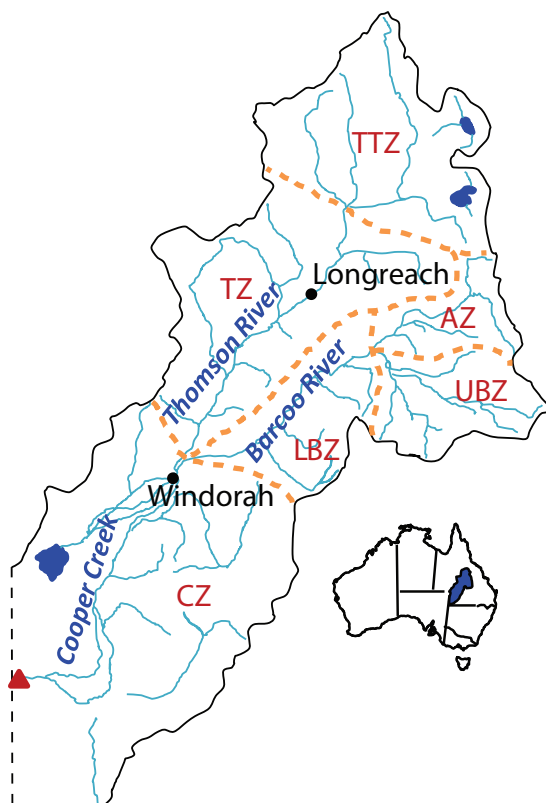 TTZ
Longreach
TZ
AZ
Thomson River
Barcoo River
UBZ
LBZ
Windorah
Cooper Creek
CZ